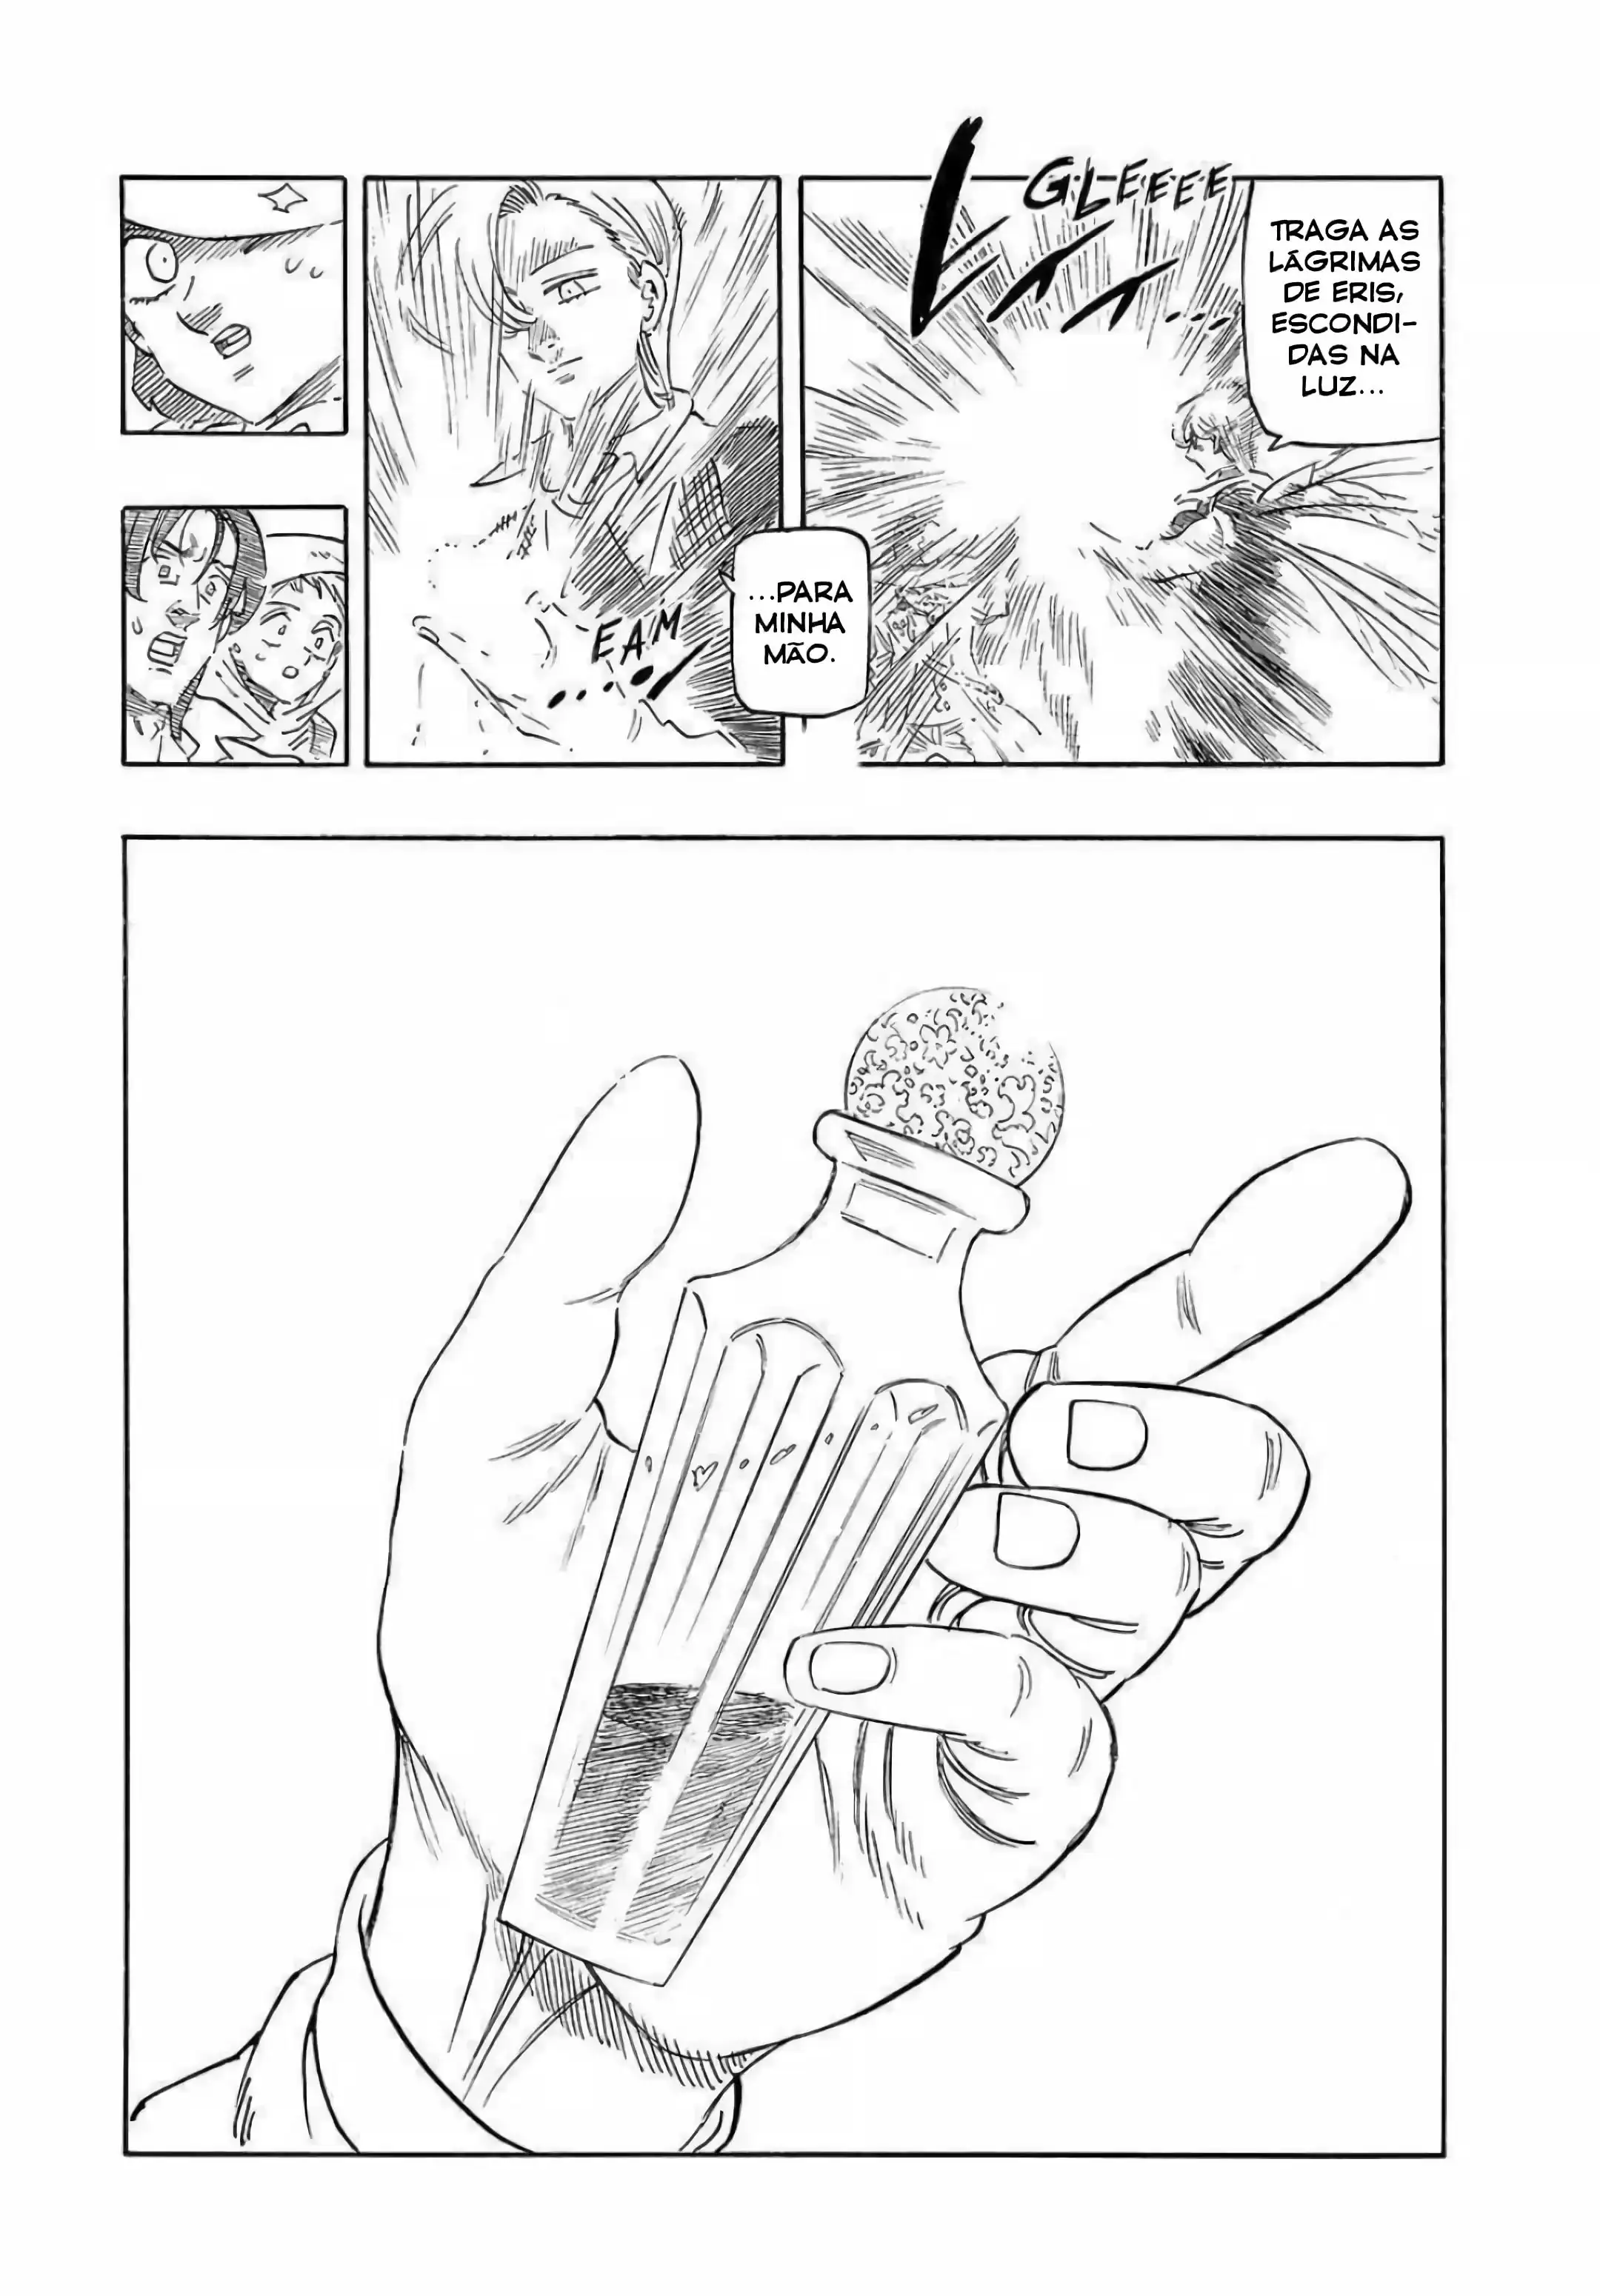 GLEEEE
TRAGA AS
LÁGRIMAS
DE ERIS,
ESCONDI-
DAS NA
LUZ...
...PARA
MINHA
MÃO.
EAM